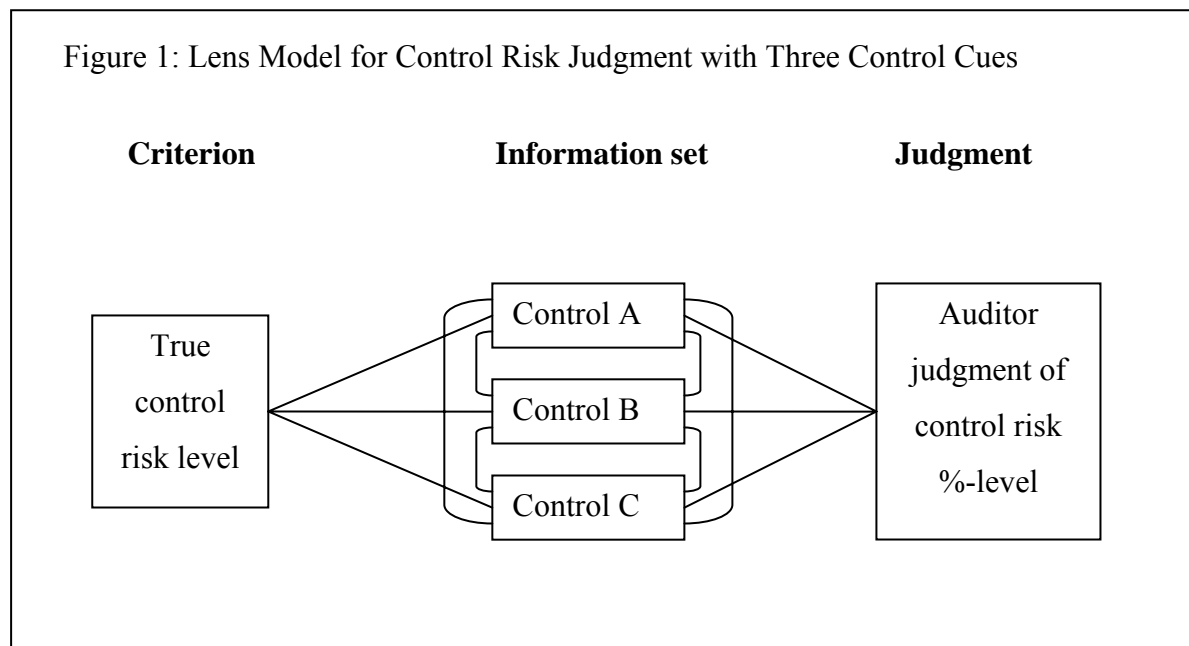 Figure 1: Lens Model for Control Risk Judgment with Three Control Cues
Criterion
Information set
Judgment
True
control
risk level
Control A
Control B
Control C
Auditor
judgment of
control risk
%-level